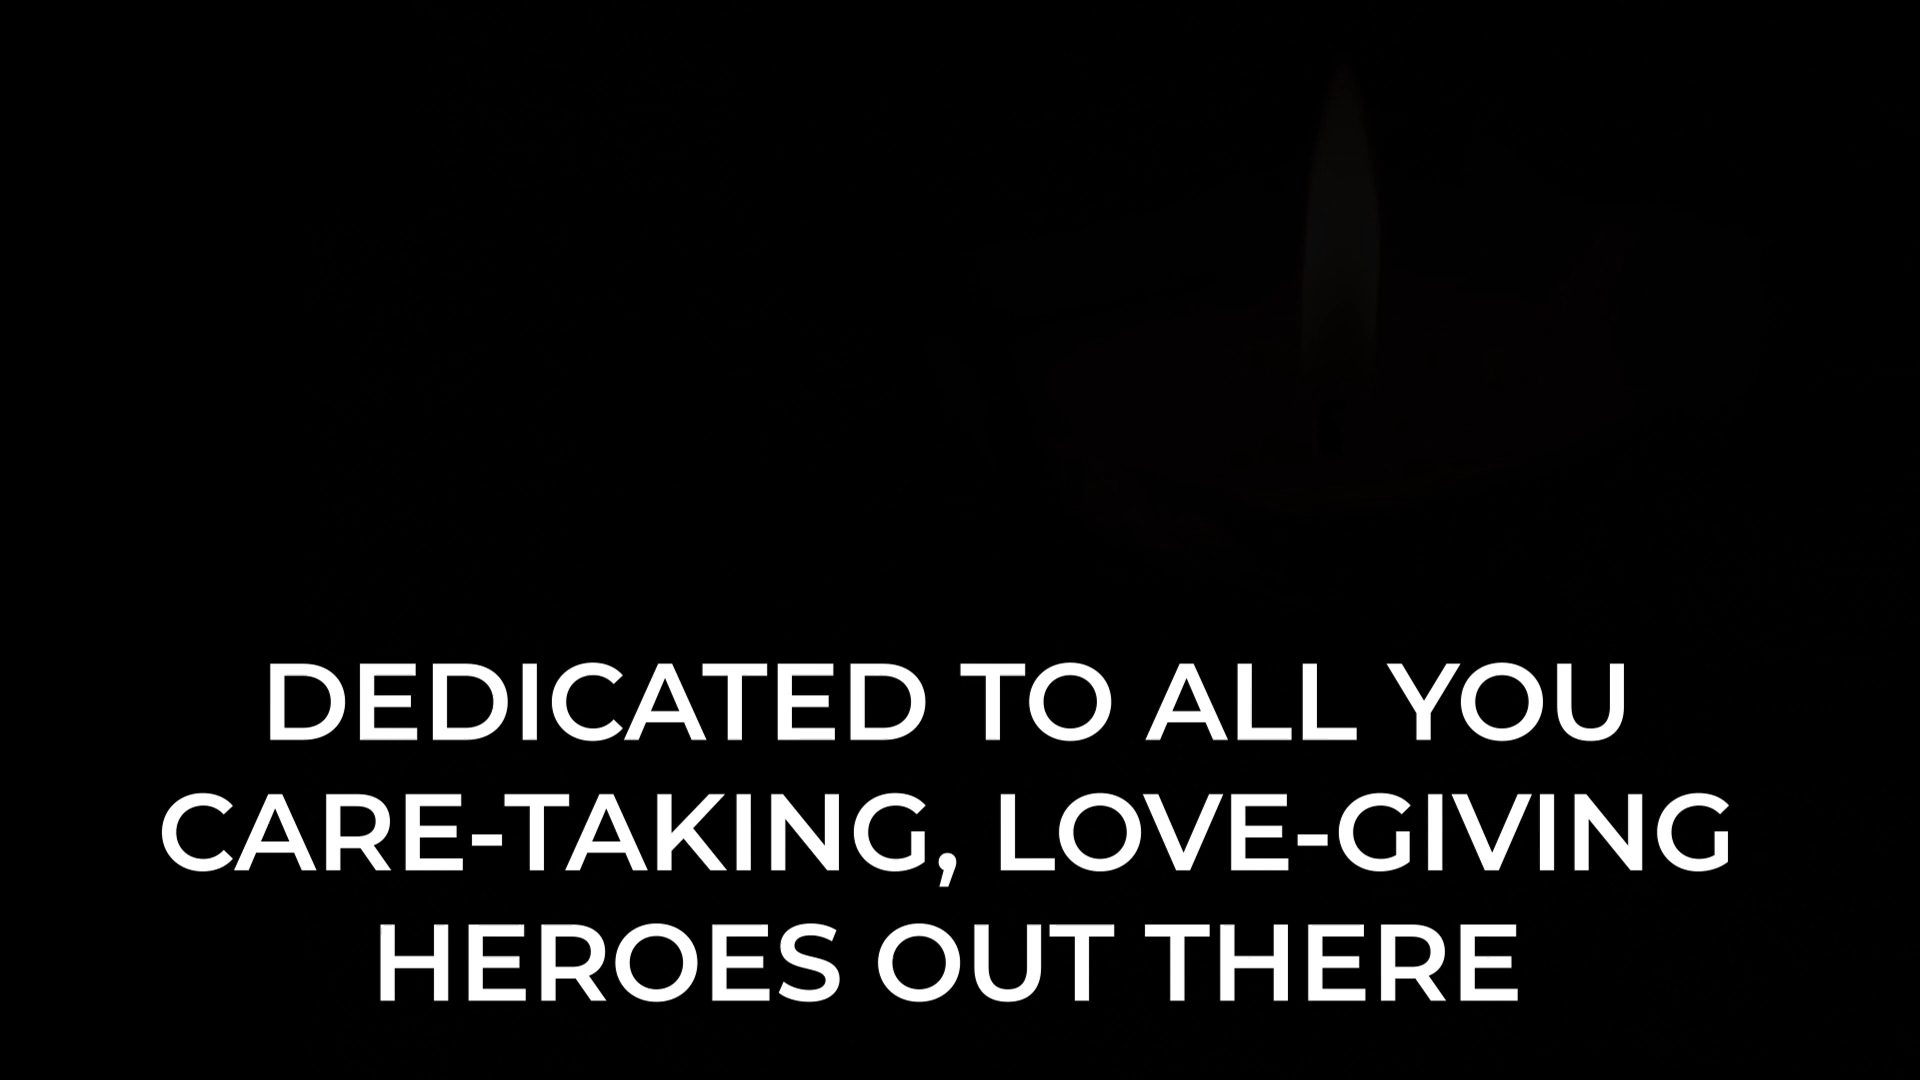 DEDICATED TO ALL YOU
CARE-TAKING, LOVE-GIVING
HEROES OUT THERE